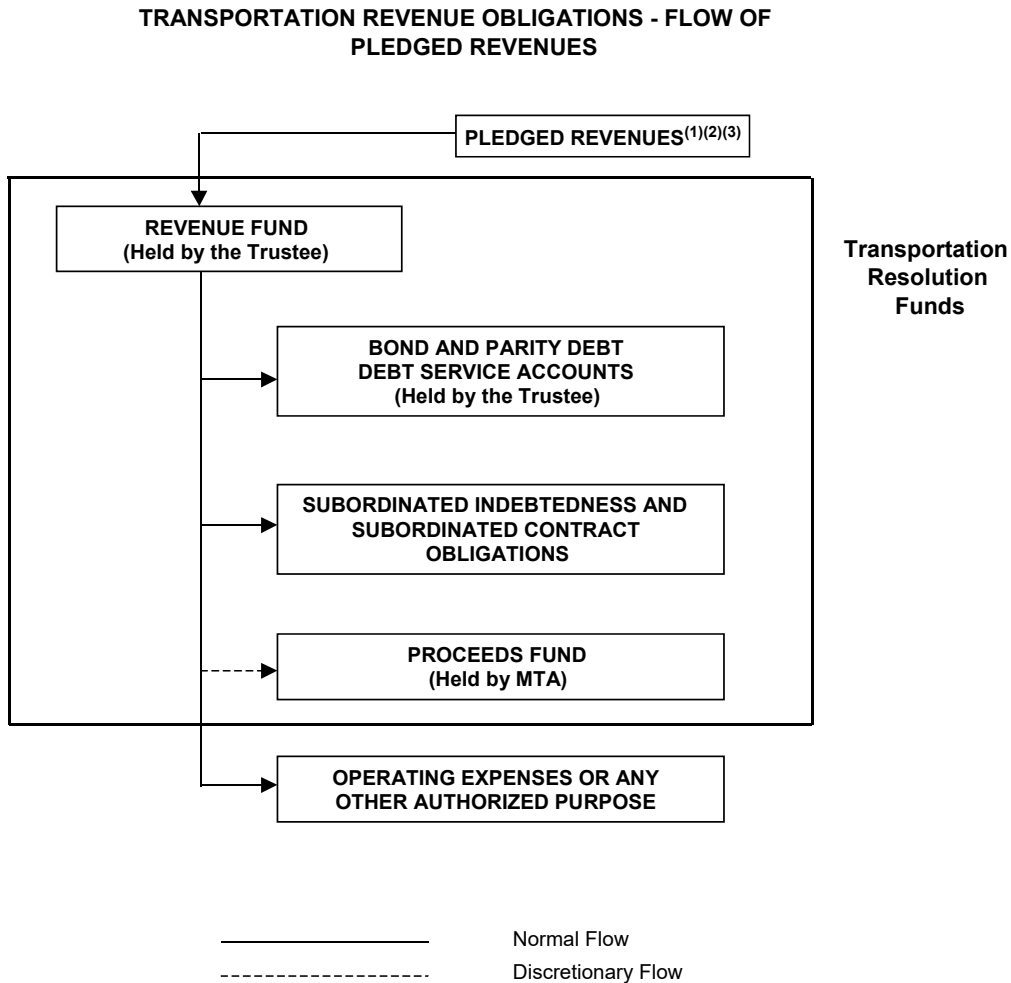 TRANSPORTATION REVENUE OBLIGATIONS - FLOW OF
PLEDGED REVENUES
PLEDGED REVENUES(1)(2)(3)
REVENUE FUND
(Held by the Trustee)
Transportation
Resolution
Funds
BOND AND PARITY DEBT
DEBT SERVICE ACCOUNTS
(Held by the Trustee)
SUBORDINATED INDEBTEDNESS AND
SUBORDINATED CONTRACT
OBLIGATIONS
PROCEEDS FUND
(Held by MTA)
OPERATING EXPENSES OR ANY
OTHER AUTHORIZED PURPOSE
Normal Flow
Discretionary Flow